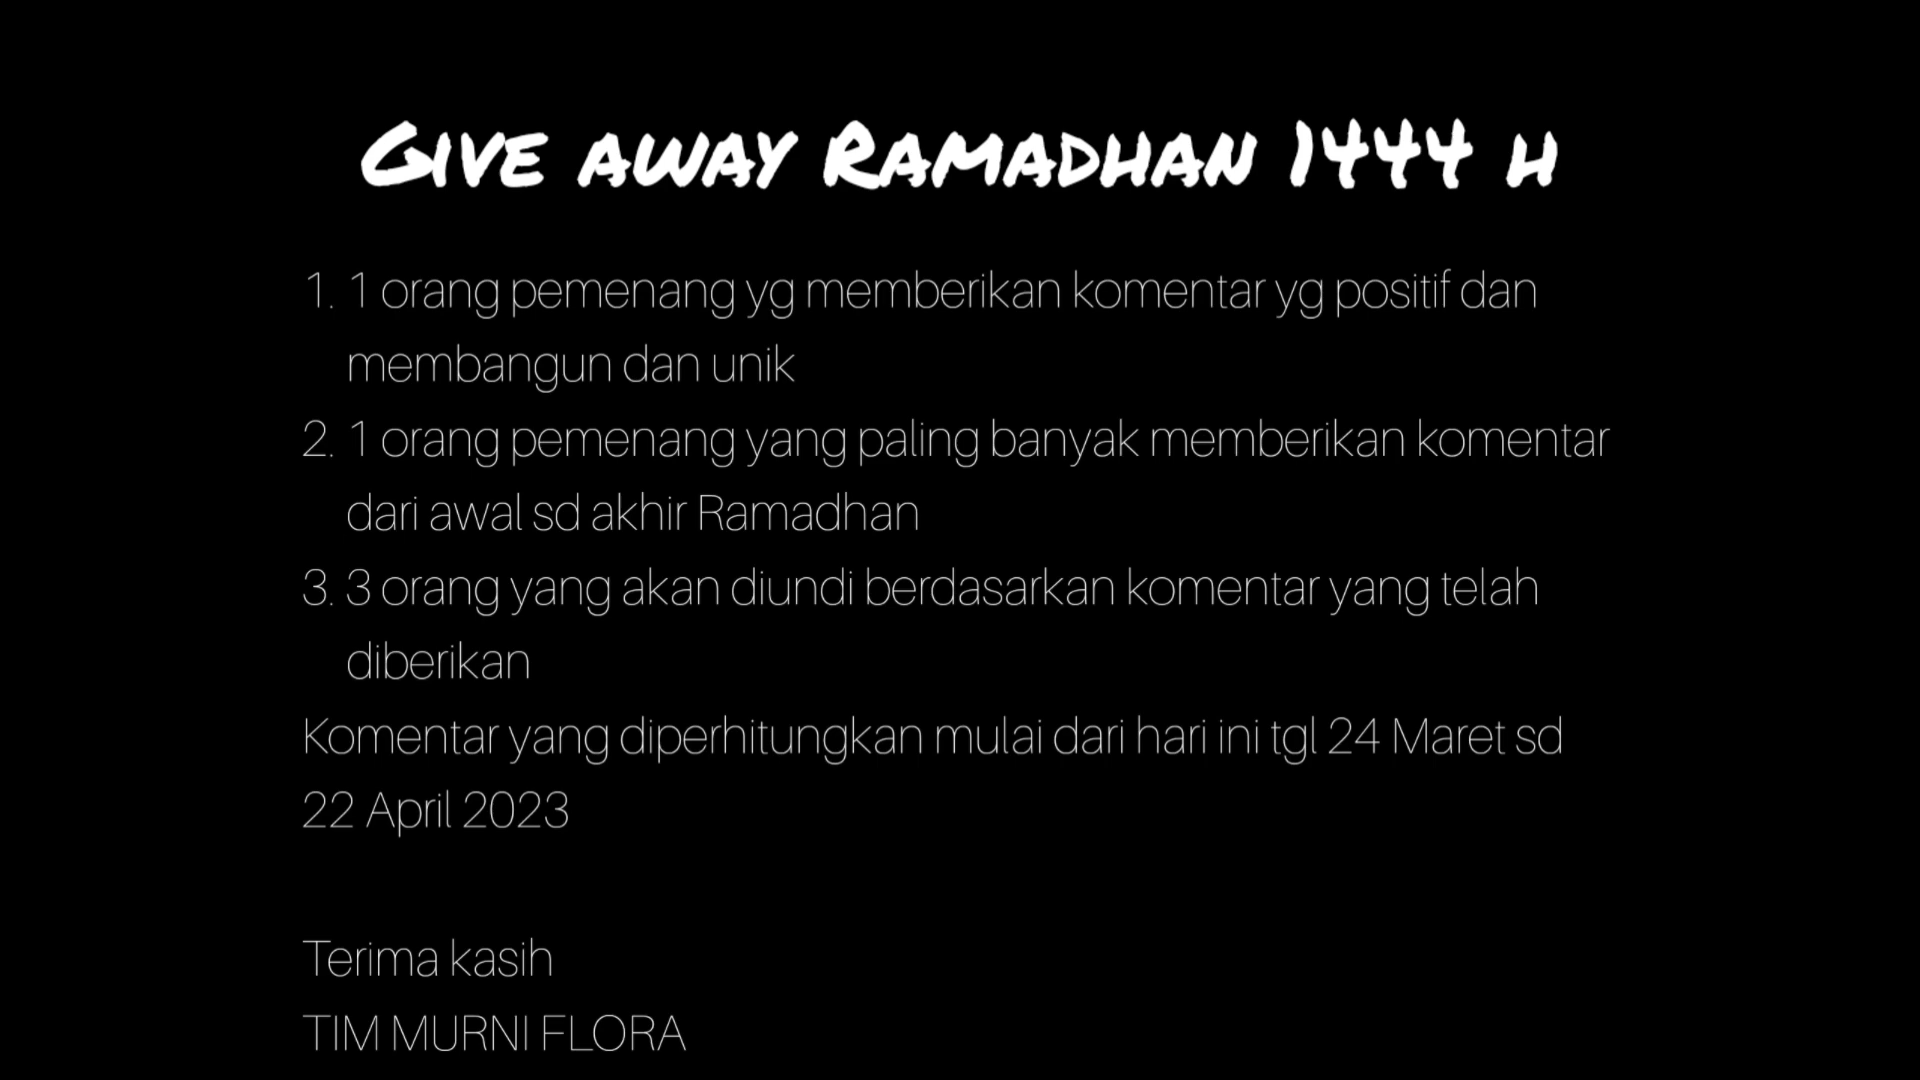 Give away Ramadhan 1444 H
1. 1 orang pemenang yg memberikan komentar yg positif dan
membangun dan unik
2. 1 orang pemenang yang paling banyak memberikan komentar
dari awal sd akhir Ramadhan
3. 3 orang yang akan diundi berdasarkan komentar yang telah
diberikan
Komentar yang diperhitungkan mulai dari hari ini tgl 24 Maret sd
22 April 2023
Terima kasih
TIM MURNI FLORA